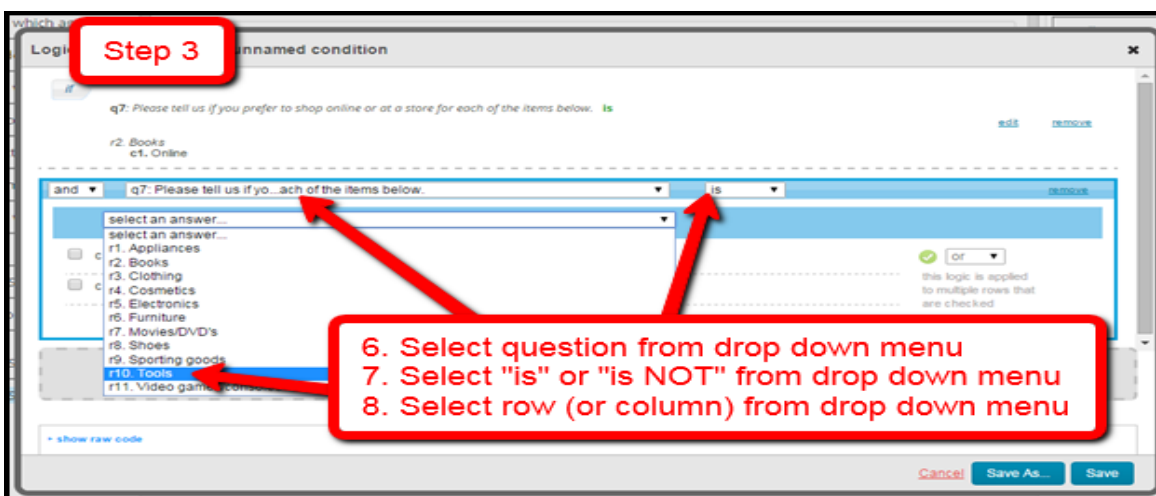 which a
Logi
Step 3
unnamed condition
×
if
q7: Please tell us if you prefer to shop online or at a store for each of the items below. is
edit remove
r2. Books
c1. Online
and q7: Please tell us if yo...ach of the items below. is remove
select an answer...
select an answer...
r1. Appliances
r2. Books
r3. Clothing
r4. Cosmetics
r5. Electronics
r6. Furniture
r7. Movies/DVD's
r8. Shoes
r9. Sporting goods
r10. Tools
r11. Video game
c
c
or
this logic is applied
to multiple rows that
are checked
6. Select question from drop down menu
7. Select "is" or "is NOT" from drop down menu
8. Select row (or column) from drop down menu
+ show raw code
Cancel Save As... Save